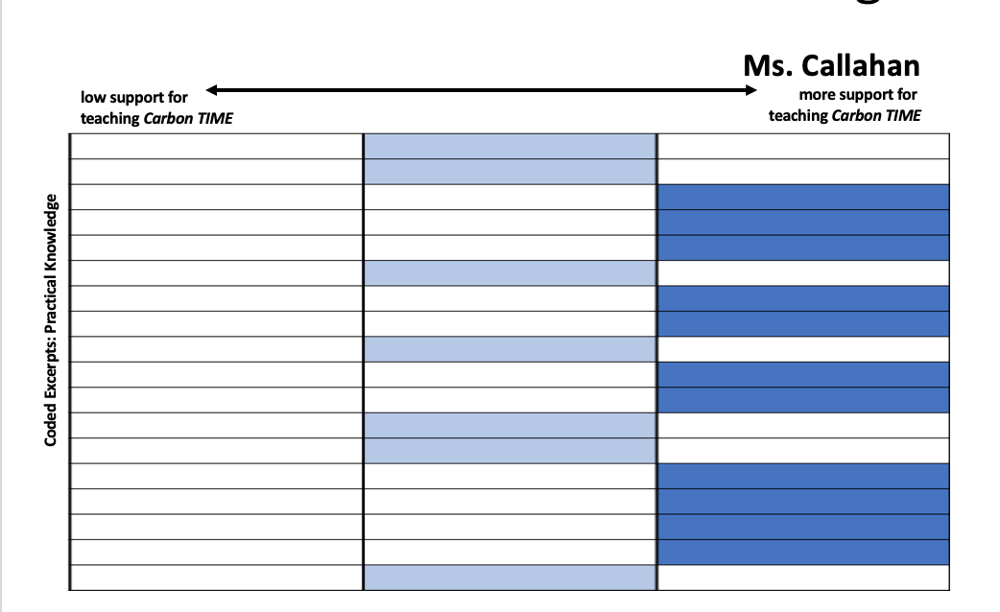 Ms. Callahan
low support for
teaching Carbon TIME
more support for
teaching Carbon TIME
Coded Excerpts: Practical Knowledge